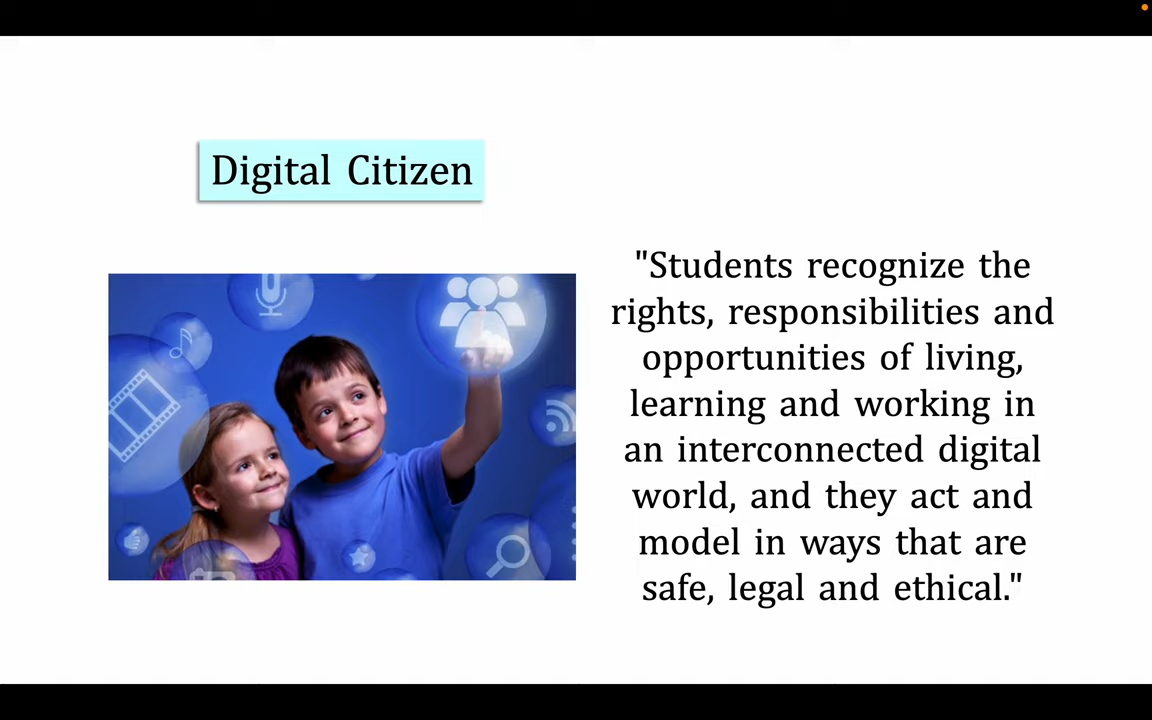 Digital Citizen
"Students recognize the
rights, responsibilities and
opportunities of living,
learning and working in
an interconnected digital
world, and they act and
model in ways that are
safe, legal and ethical."